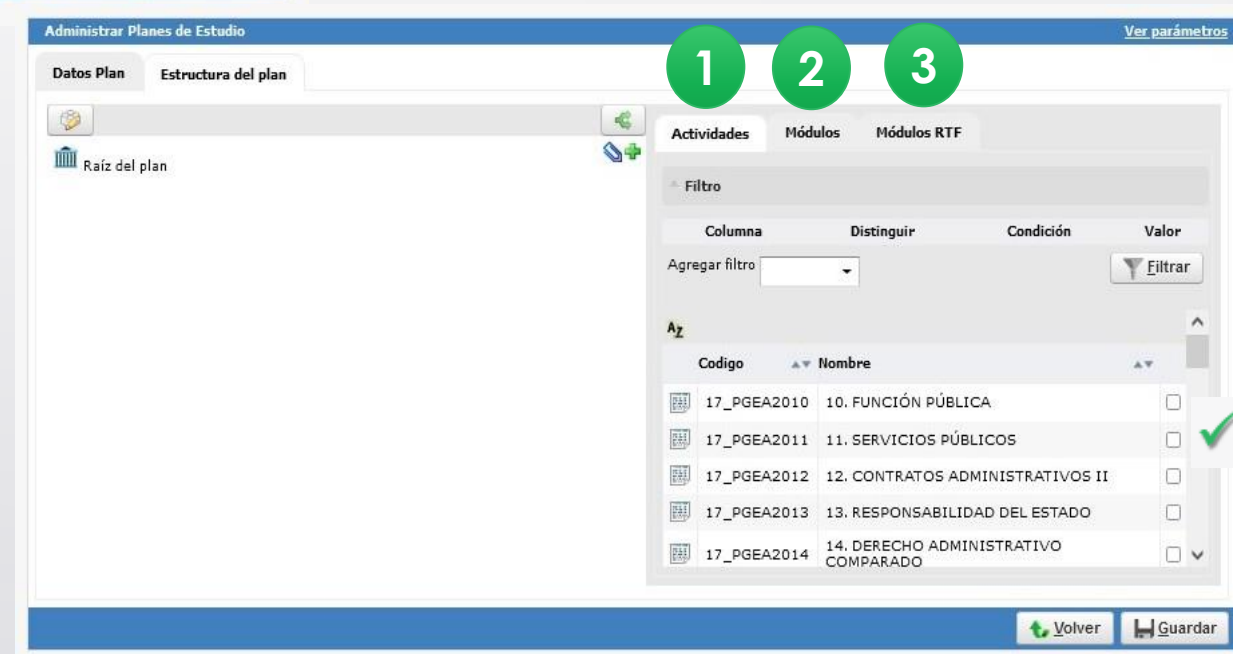 Administrar Planes de Estudio
Ver parámetros
Datos Plan
Estructura del plan
1
2
3
Raíz del plan
Actividades
Módulos
Módulos RTF
Filtro
Columna Distinguir Condición Valor
Agregar filtro
Filtrar
AZ
Codigo Nombre
17_PGEA2010 10. FUNCIÓN PÚBLICA
17_PGEA2011 11. SERVICIOS PÚBLICOS
17_PGEA2012 12. CONTRATOS ADMINISTRATIVOS II
17_PGEA2013 13. RESPONSABILIDAD DEL ESTADO
17_PGEA2014 14. DERECHO ADMINISTRATIVO
COMPARADO
Volver
Guardar